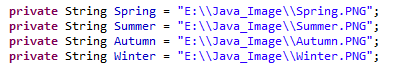 private String Spring = "E:\\Java_Image\\Spring.PNG";
private String Summer = "E:\\Java_Image\\Summer.PNG";
private String Autumn = "E:\\Java_Image\\Autumn.PNG";
private String Winter = "E:\\Java_Image\\Winter.PNG";